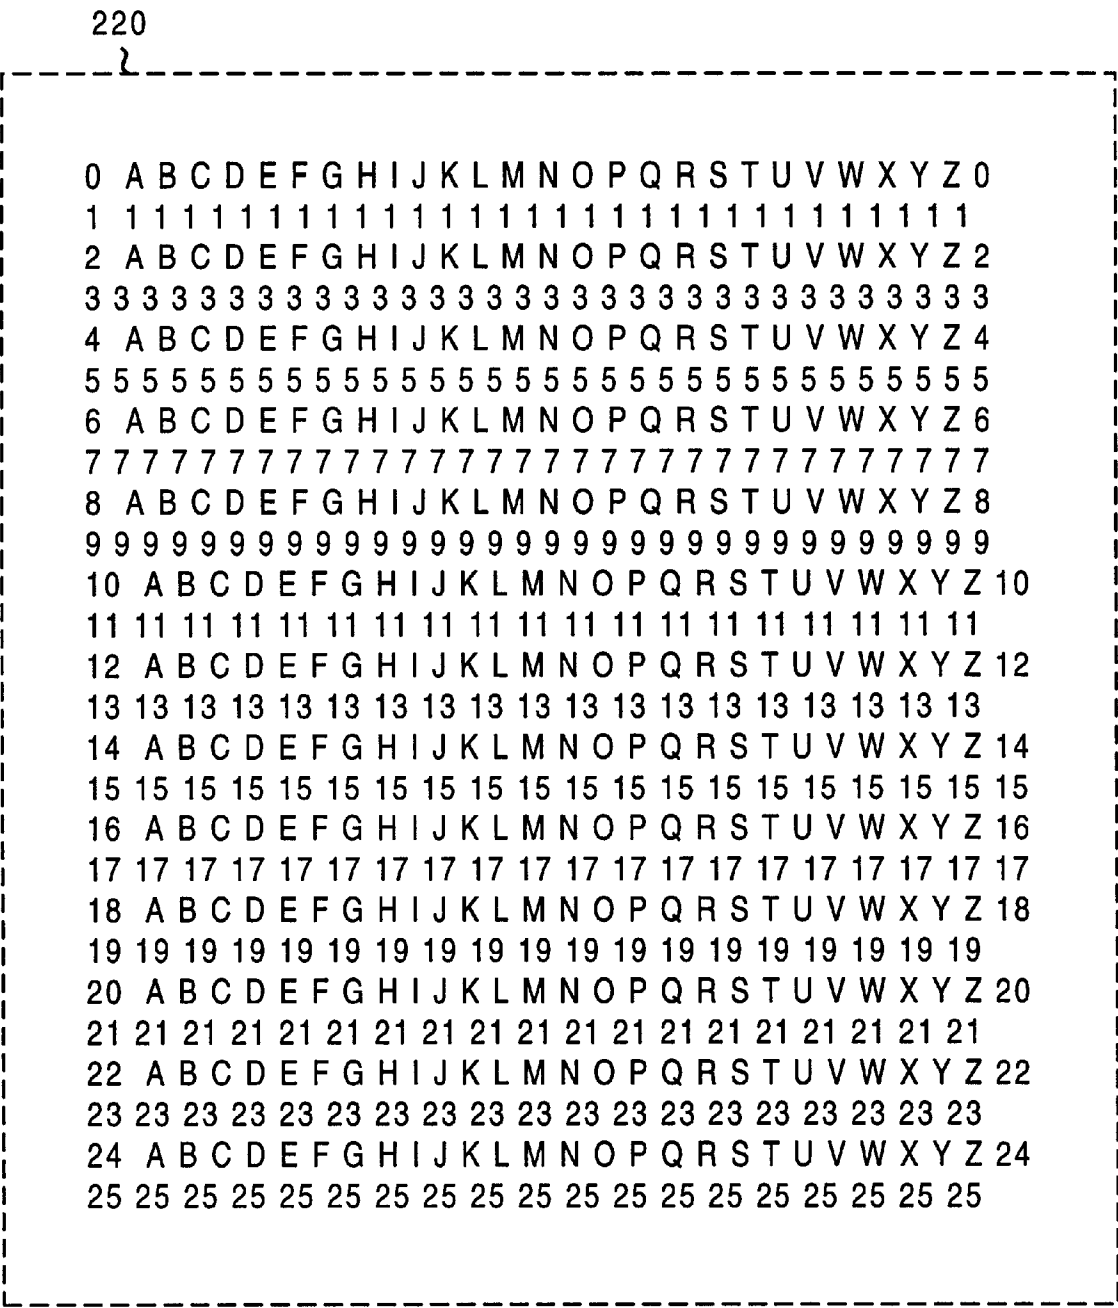 220
0 A B C D E F G H I J K L M N O P Q R S T U V W X Y Z 0
1 1 1 1 1 1 1 1 1 1 1 1 1 1 1 1 1 1 1 1 1 1 1 1 1 1 1 1 1 1 1
2 A B C D E F G H I J K L M N O P Q R S T U V W X Y Z 2
3 3 3 3 3 3 3 3 3 3 3 3 3 3 3 3 3 3 3 3 3 3 3 3 3 3 3 3 3 3 3 3
4 A B C D E F G H I J K L M N O P Q R S T U V W X Y Z 4
5 5 5 5 5 5 5 5 5 5 5 5 5 5 5 5 5 5 5 5 5 5 5 5 5 5 5 5 5 5 5 5
6 A B C D E F G H I J K L M N O P Q R S T U V W X Y Z 6
7 7 7 7 7 7 7 7 7 7 7 7 7 7 7 7 7 7 7 7 7 7 7 7 7 7 7 7 7 7 7 7
8 A B C D E F G H I J K L M N O P Q R S T U V W X Y Z 8
9 9 9 9 9 9 9 9 9 9 9 9 9 9 9 9 9 9 9 9 9 9 9 9 9 9 9 9 9 9 9 9
10 A B C D E F G H I J K L M N O P Q R S T U V W X Y Z 10
11 11 11 11 11 11 11 11 11 11 11 11 11 11 11 11 11 11 11
12 A B C D E F G H I J K L M N O P Q R S T U V W X Y Z 12
13 13 13 13 13 13 13 13 13 13 13 13 13 13 13 13 13 13 13
14 A B C D E F G H I J K L M N O P Q R S T U V W X Y Z 14
15 15 15 15 15 15 15 15 15 15 15 15 15 15 15 15 15 15 15 15
16 A B C D E F G H I J K L M N O P Q R S T U V W X Y Z 16
17 17 17 17 17 17 17 17 17 17 17 17 17 17 17 17 17 17 17 17
18 A B C D E F G H I J K L M N O P Q R S T U V W X Y Z 18
19 19 19 19 19 19 19 19 19 19 19 19 19 19 19 19 19 19 19
20 A B C D E F G H I J K L M N O P Q R S T U V W X Y Z 20
21 21 21 21 21 21 21 21 21 21 21 21 21 21 21 21 21 21 21
22 A B C D E F G H I J K L M N O P Q R S T U V W X Y Z 22
23 23 23 23 23 23 23 23 23 23 23 23 23 23 23 23 23 23 23
24 A B C D E F G H I J K L M N O P Q R S T U V W X Y Z 24
25 25 25 25 25 25 25 25 25 25 25 25 25 25 25 25 25 25 25